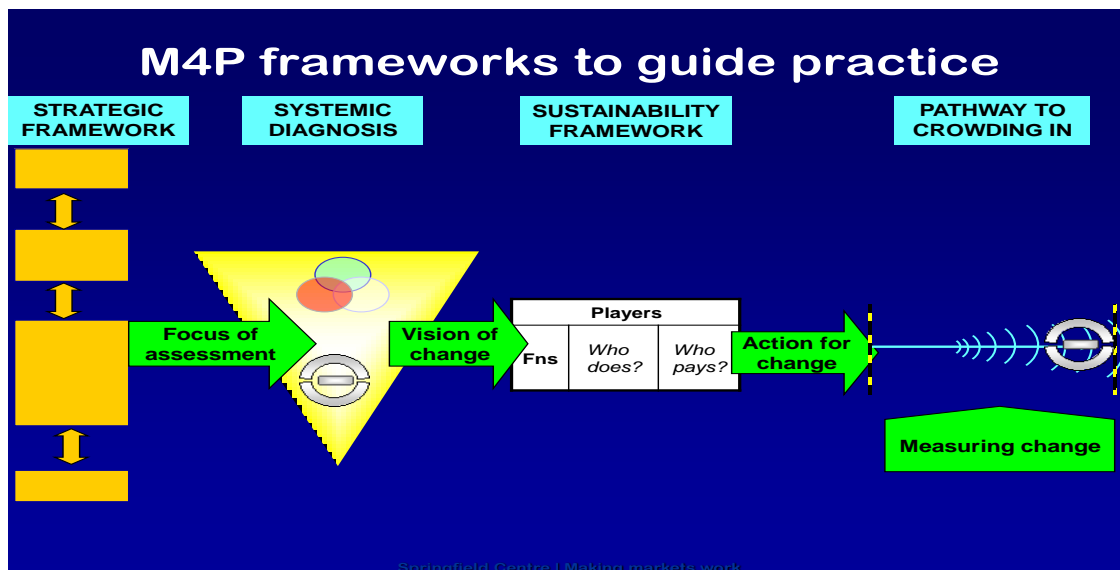 M4P frameworks to guide practice
STRATEGIC
FRAMEWORK
SYSTEMIC
DIAGNOSIS
SUSTAINABILITY
FRAMEWORK
PATHWAY TO
CROWDING IN
Focus of
assessment
Vision of
change
Players
Fns
Who
does?
Who
pays?
Action for
change
Measuring change
Springfield Centre | Making markets work